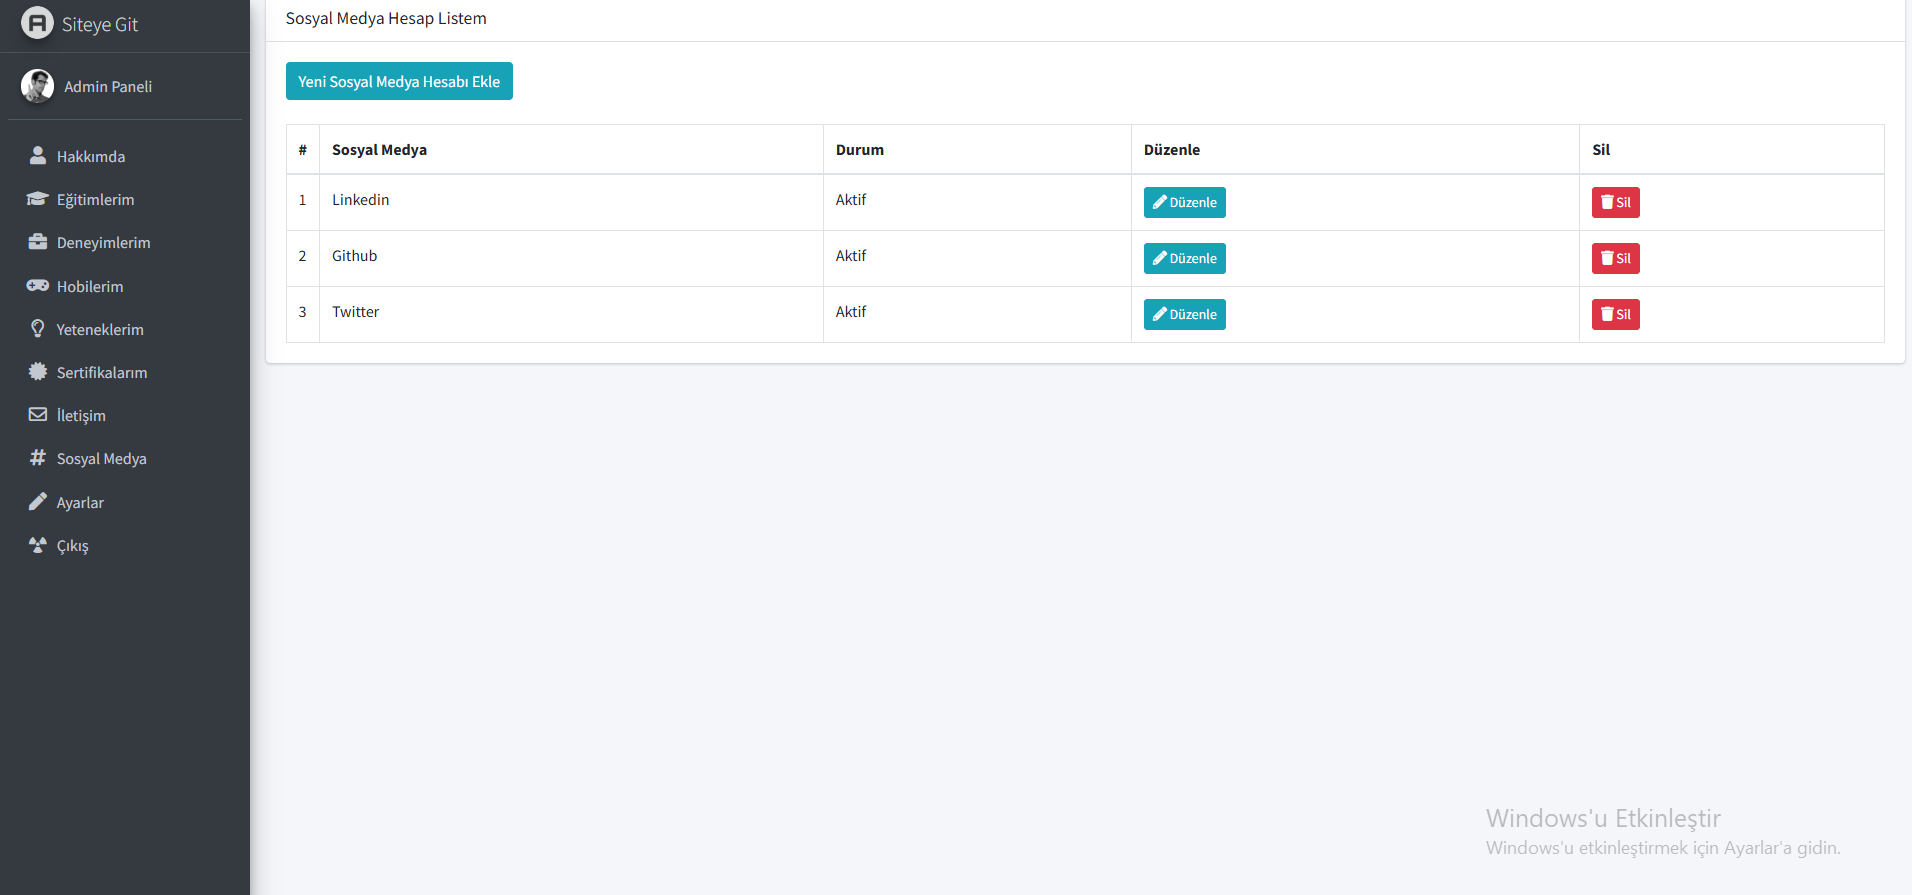 Siteye Git
Admin Paneli
Hakkımda
Eğitimlerim
Deneyimlerim
Hobilerim
Yeteneklerim
Sertifikalarım
İletişim
Sosyal Medya
Ayarlar
Çıkış
Sosyal Medya Hesap Listem
Yeni Sosyal Medya Hesabı Ekle
# Sosyal Medya Durum Düzenle Sil
1 Linkedin Aktif Düzenle Sil
2 Github Aktif Düzenle Sil
3 Twitter Aktif Düzenle Sil
Windows'u Etkinleştir
Windows'u etkinleştirmek için Ayarlar'a gidin.